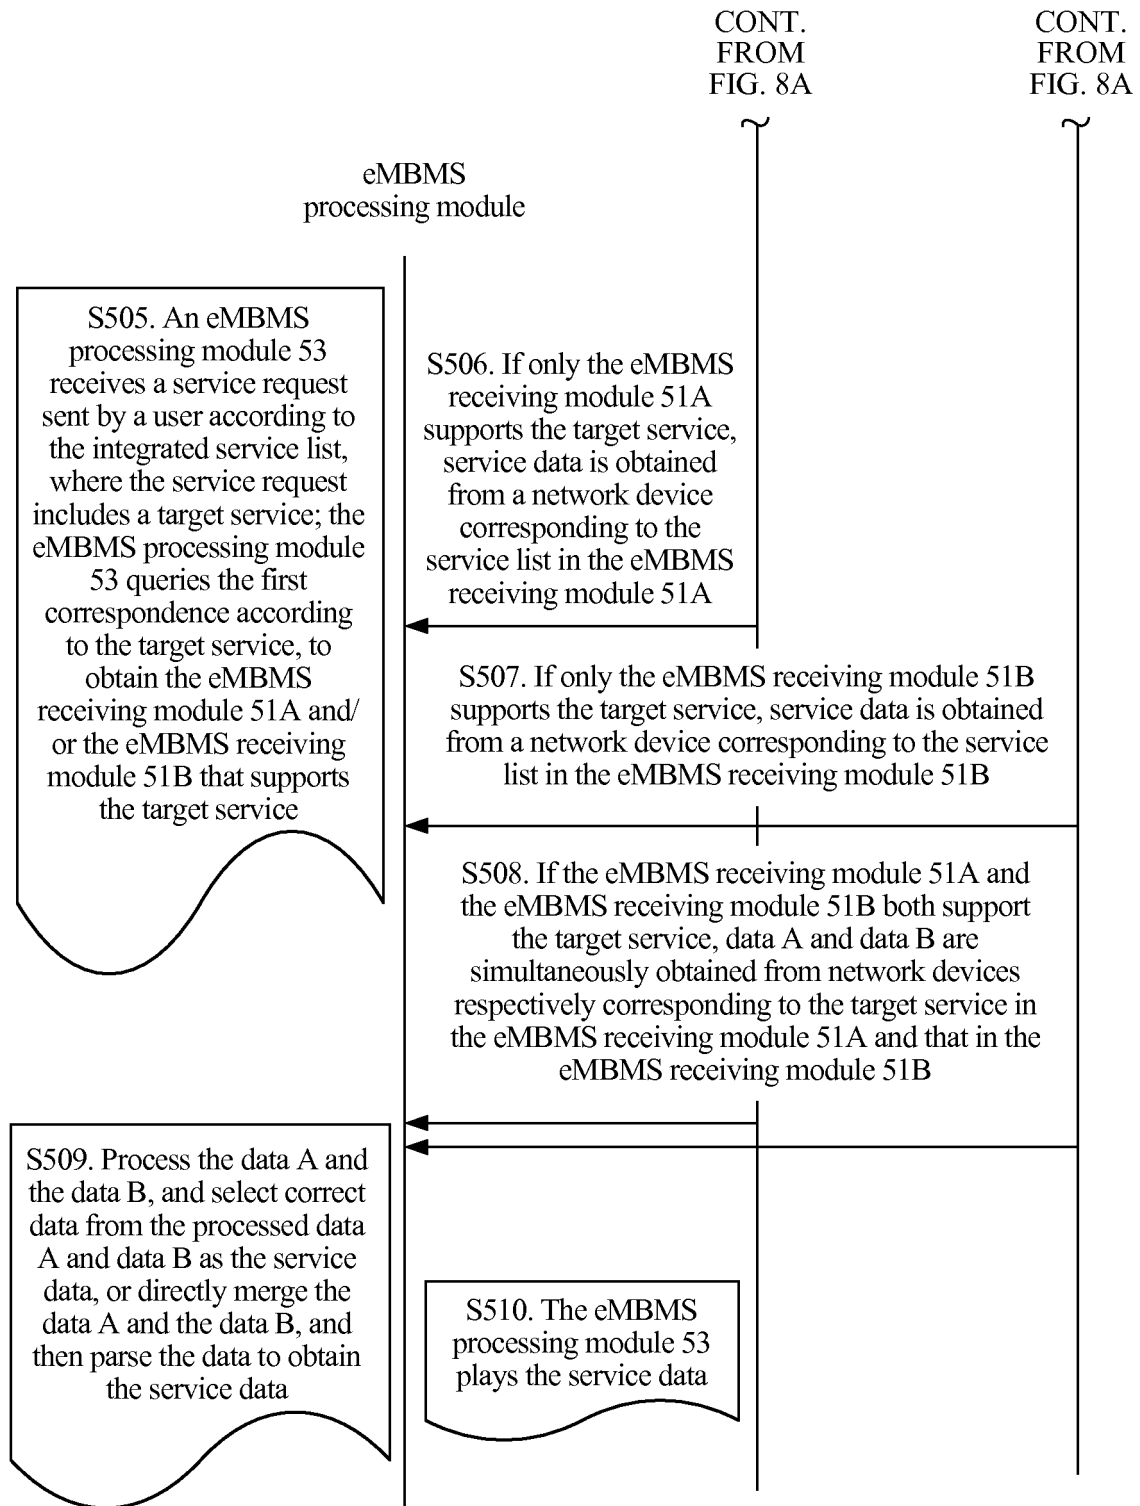 CONT.
FROM
FIG. 8A
CONT.
FROM
FIG. 8A
eMBMS
processing module
S505. An eMBMS
processing module 53
receives a service request
sent by a user according to
the integrated service list,
where the service request
includes a target service; the
eMBMS processing module
53 queries the first
correspondence according
to the target service, to
obtain the eMBMS
receiving module 51A and/
or the eMBMS receiving
module 51B that supports
the target service
S506. If only the eMBMS
receiving module 51A
supports the target service,
service data is obtained
from a network device
corresponding to the
service list in the eMBMS
receiving module 51A
S507. If only the eMBMS receiving module 51B
supports the target service, service data is obtained
from a network device corresponding to the service
list in the eMBMS receiving module 51B
S508. If the eMBMS receiving module 51A and
the eMBMS receiving module 51B both support
the target service, data A and data B are
simultaneously obtained from network devices
respectively corresponding to the target service in
the eMBMS receiving module 51A and that in the
eMBMS receiving module 51B
S509. Process the data A and
the data B, and select correct
data from the processed data
A and data B as the service
data, or directly merge the
data A and the data B, and
then parse the data to obtain
the service data
S510. The eMBMS
processing module 53
plays the service data